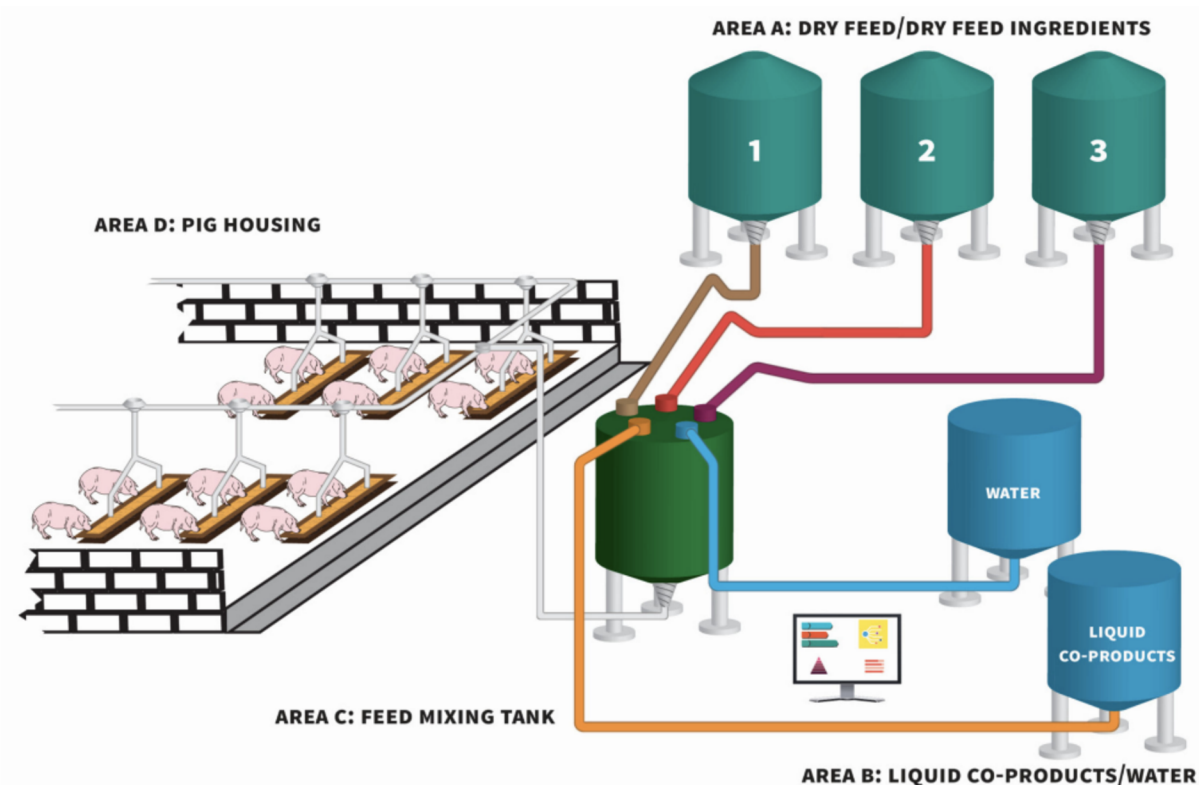 AREA A: DRY FEED/DRY FEED INGREDIENTS
1
2
3
AREA D: PIG HOUSING
WATER
LIQUID
CO-PRODUCTS
AREA C: FEED MIXING TANK
AREA B: LIQUID CO-PRODUCTS/WATER